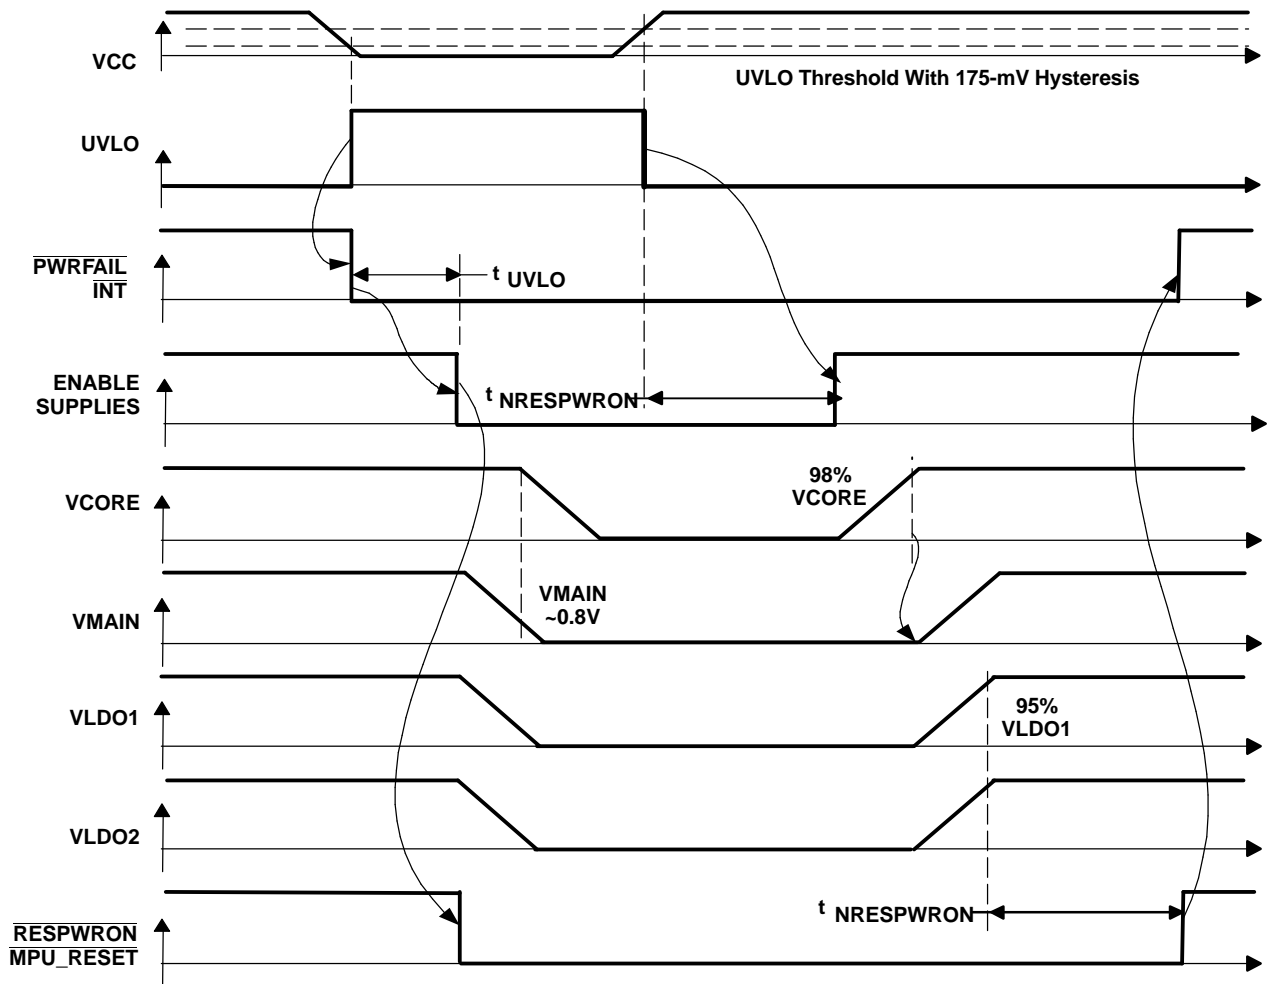 VCC
UVLO Threshold With 175-mV Hysteresis
UVLO
PWRFAIL
INT
t UVLO
ENABLE
SUPPLIES
t NRESPWRON
VCORE
98%
VCORE
VMAIN
VMAIN
~0.8V
VLDO1
95%
VLDO1
VLDO2
t NRESPWRON
RESPWRON
MPU_RESET